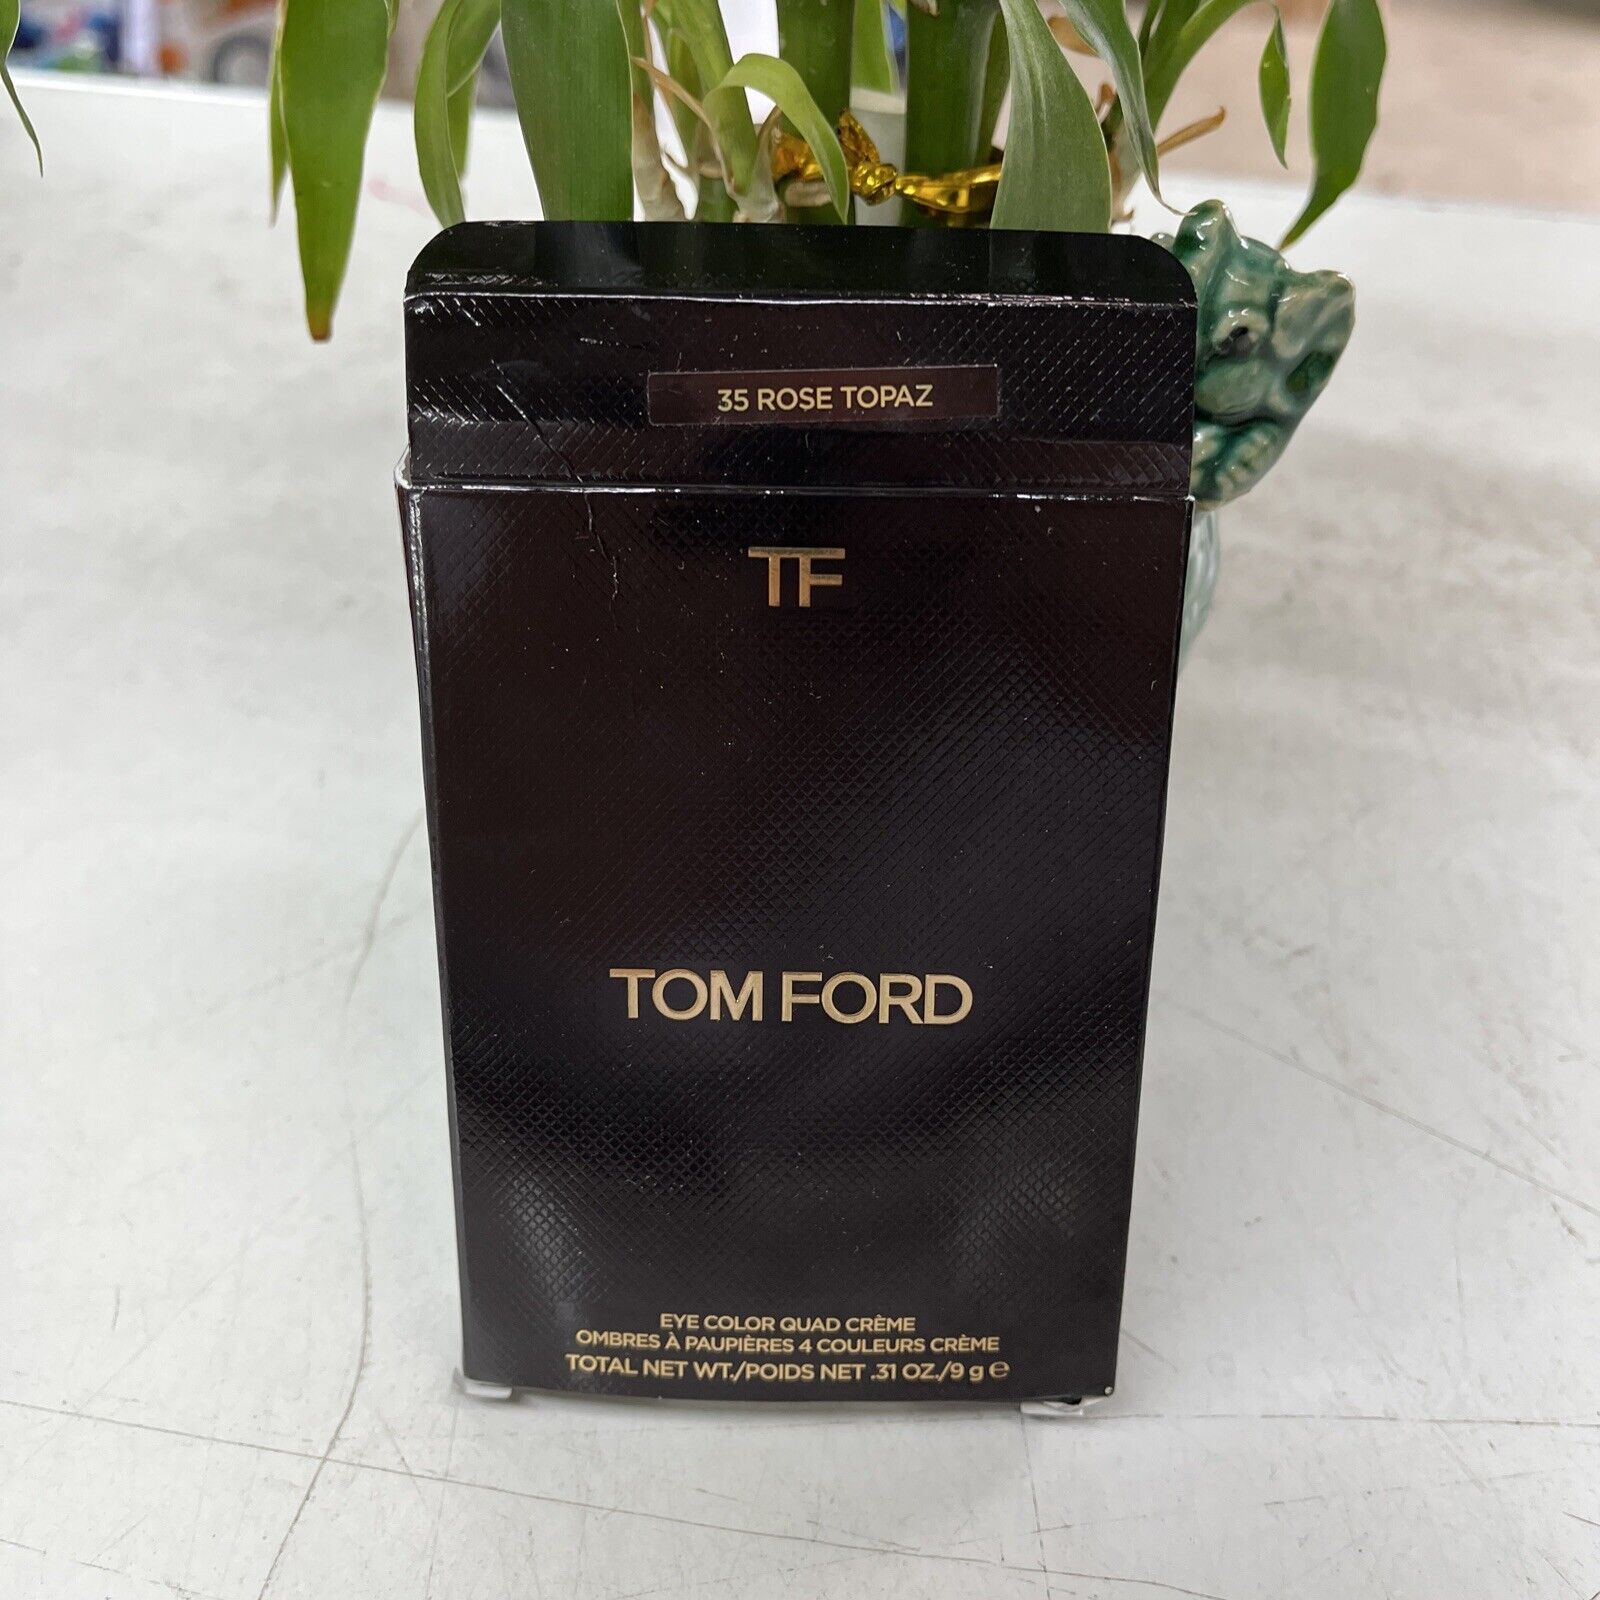 35 ROSE TOPAZ
TF
TOM FORD
EYE COLOR QUAD CRÈME
OMBRES À PAUPIÈRES 4 COULEURS CRÈME
TOTAL NET WT./POIDS NET .31 OZ./9 g ℮